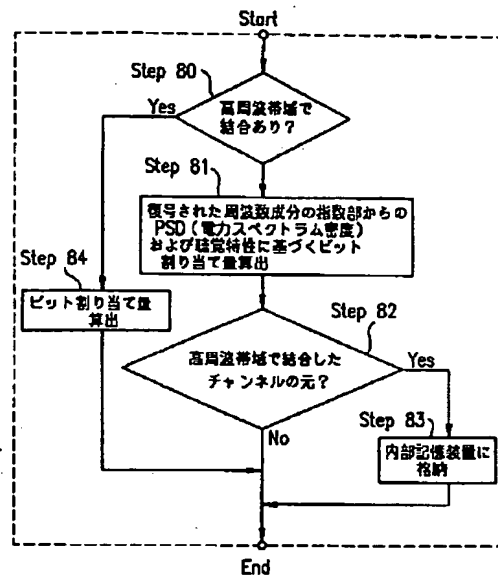 Start
Step 80
高周波帯域で
結合あり?
Yes
Step 81
復号された周波数成分の指数部からの
PSD(電力スペクトラム密度)
および聴覚特性に基づくビット
割り当て量算出
Step 84
ビット割り当て量
算出
Step 82
高周波帯域で結合した
チャンネルの元?
Yes
No
Step 83
内部記憶装置に
格納
End